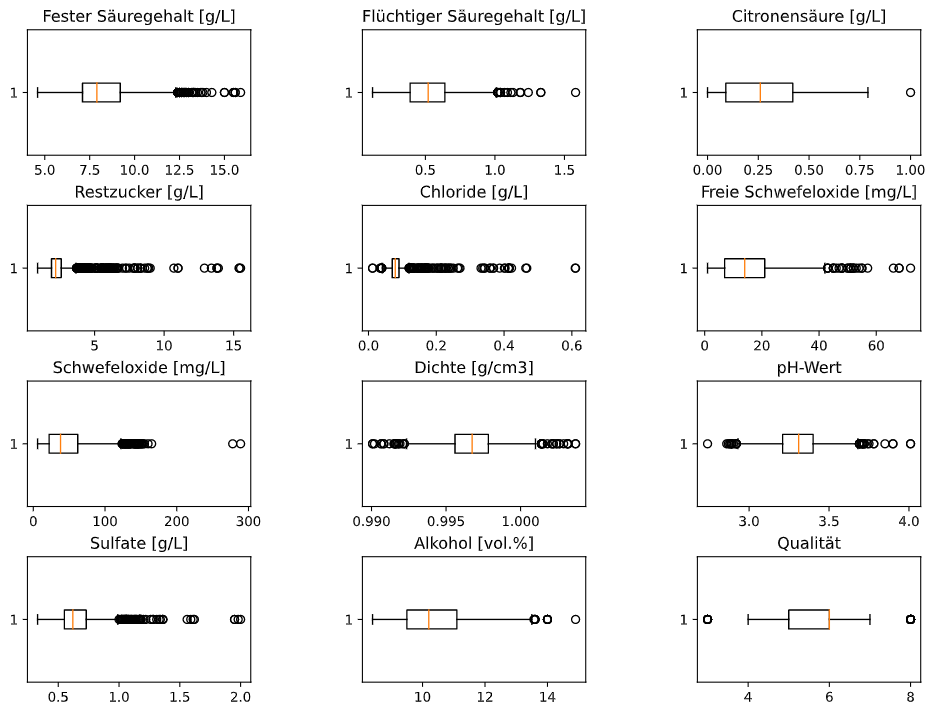 Fester Säuregehalt [g/L]
Flüchtiger Säuregehalt [g/L]
Citronensäure [g/L]
1
1
1
5.0 7.5 10.0 12.5 15.0
0.5 1.0 1.5
0.00 0.25 0.50 0.75 1.00
Restzucker [g/L]
Chloride [g/L]
Freie Schwefeloxide [mg/L]
1
1
1
5 10 15
0.0 0.2 0.4 0.6
0 20 40 60
Schwefeloxide [mg/L]
Dichte [g/cm3]
pH-Wert
1
1
1
0 100 200 300
0.990 0.995 1.000
3.0 3.5 4.0
Sulfate [g/L]
Alkohol [vol.%]
Qualität
1
1
1
0.5 1.0 1.5 2.0
10 12 14
4 6 8